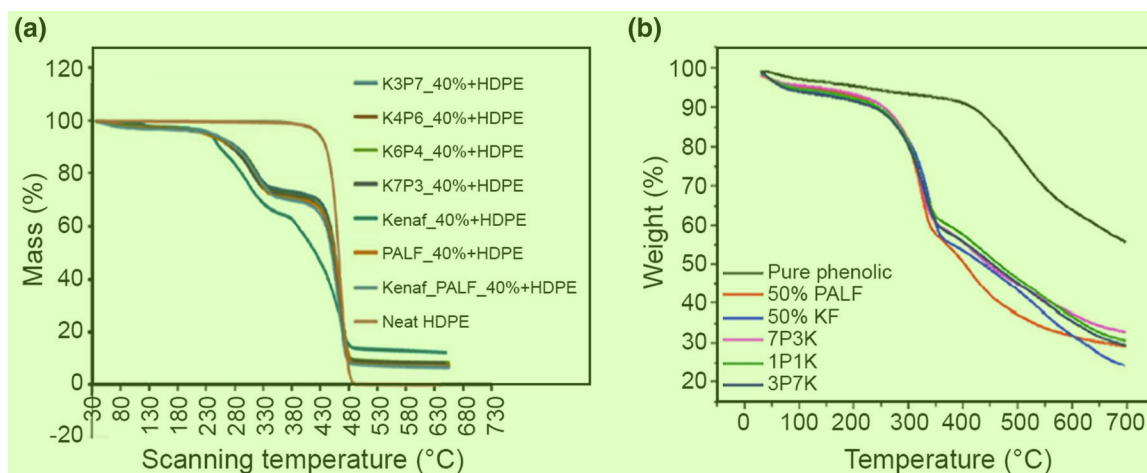 (a)
120
100
80
60
40
20
0
-20
Mass (%)
K3P7_40%+HDPE
K4P6_40%+HDPE
K6P4_40%+HDPE
K7P3_40%+HDPE
Kenaf_40%+HDPE
PALF_40%+HDPE
Kenaf_PALF_40%+HDPE
Neat HDPE
30 80 130 180 230 280 330 380 430 480 530 580 630 680 730
Scanning temperature (°C)
(b)
100
90
80
70
60
50
40
30
20
Weight (%)
Pure phenolic
50% PALF
50% KF
7P3K
1P1K
3P7K
0 100 200 300 400 500 600 700
Temperature (°C)